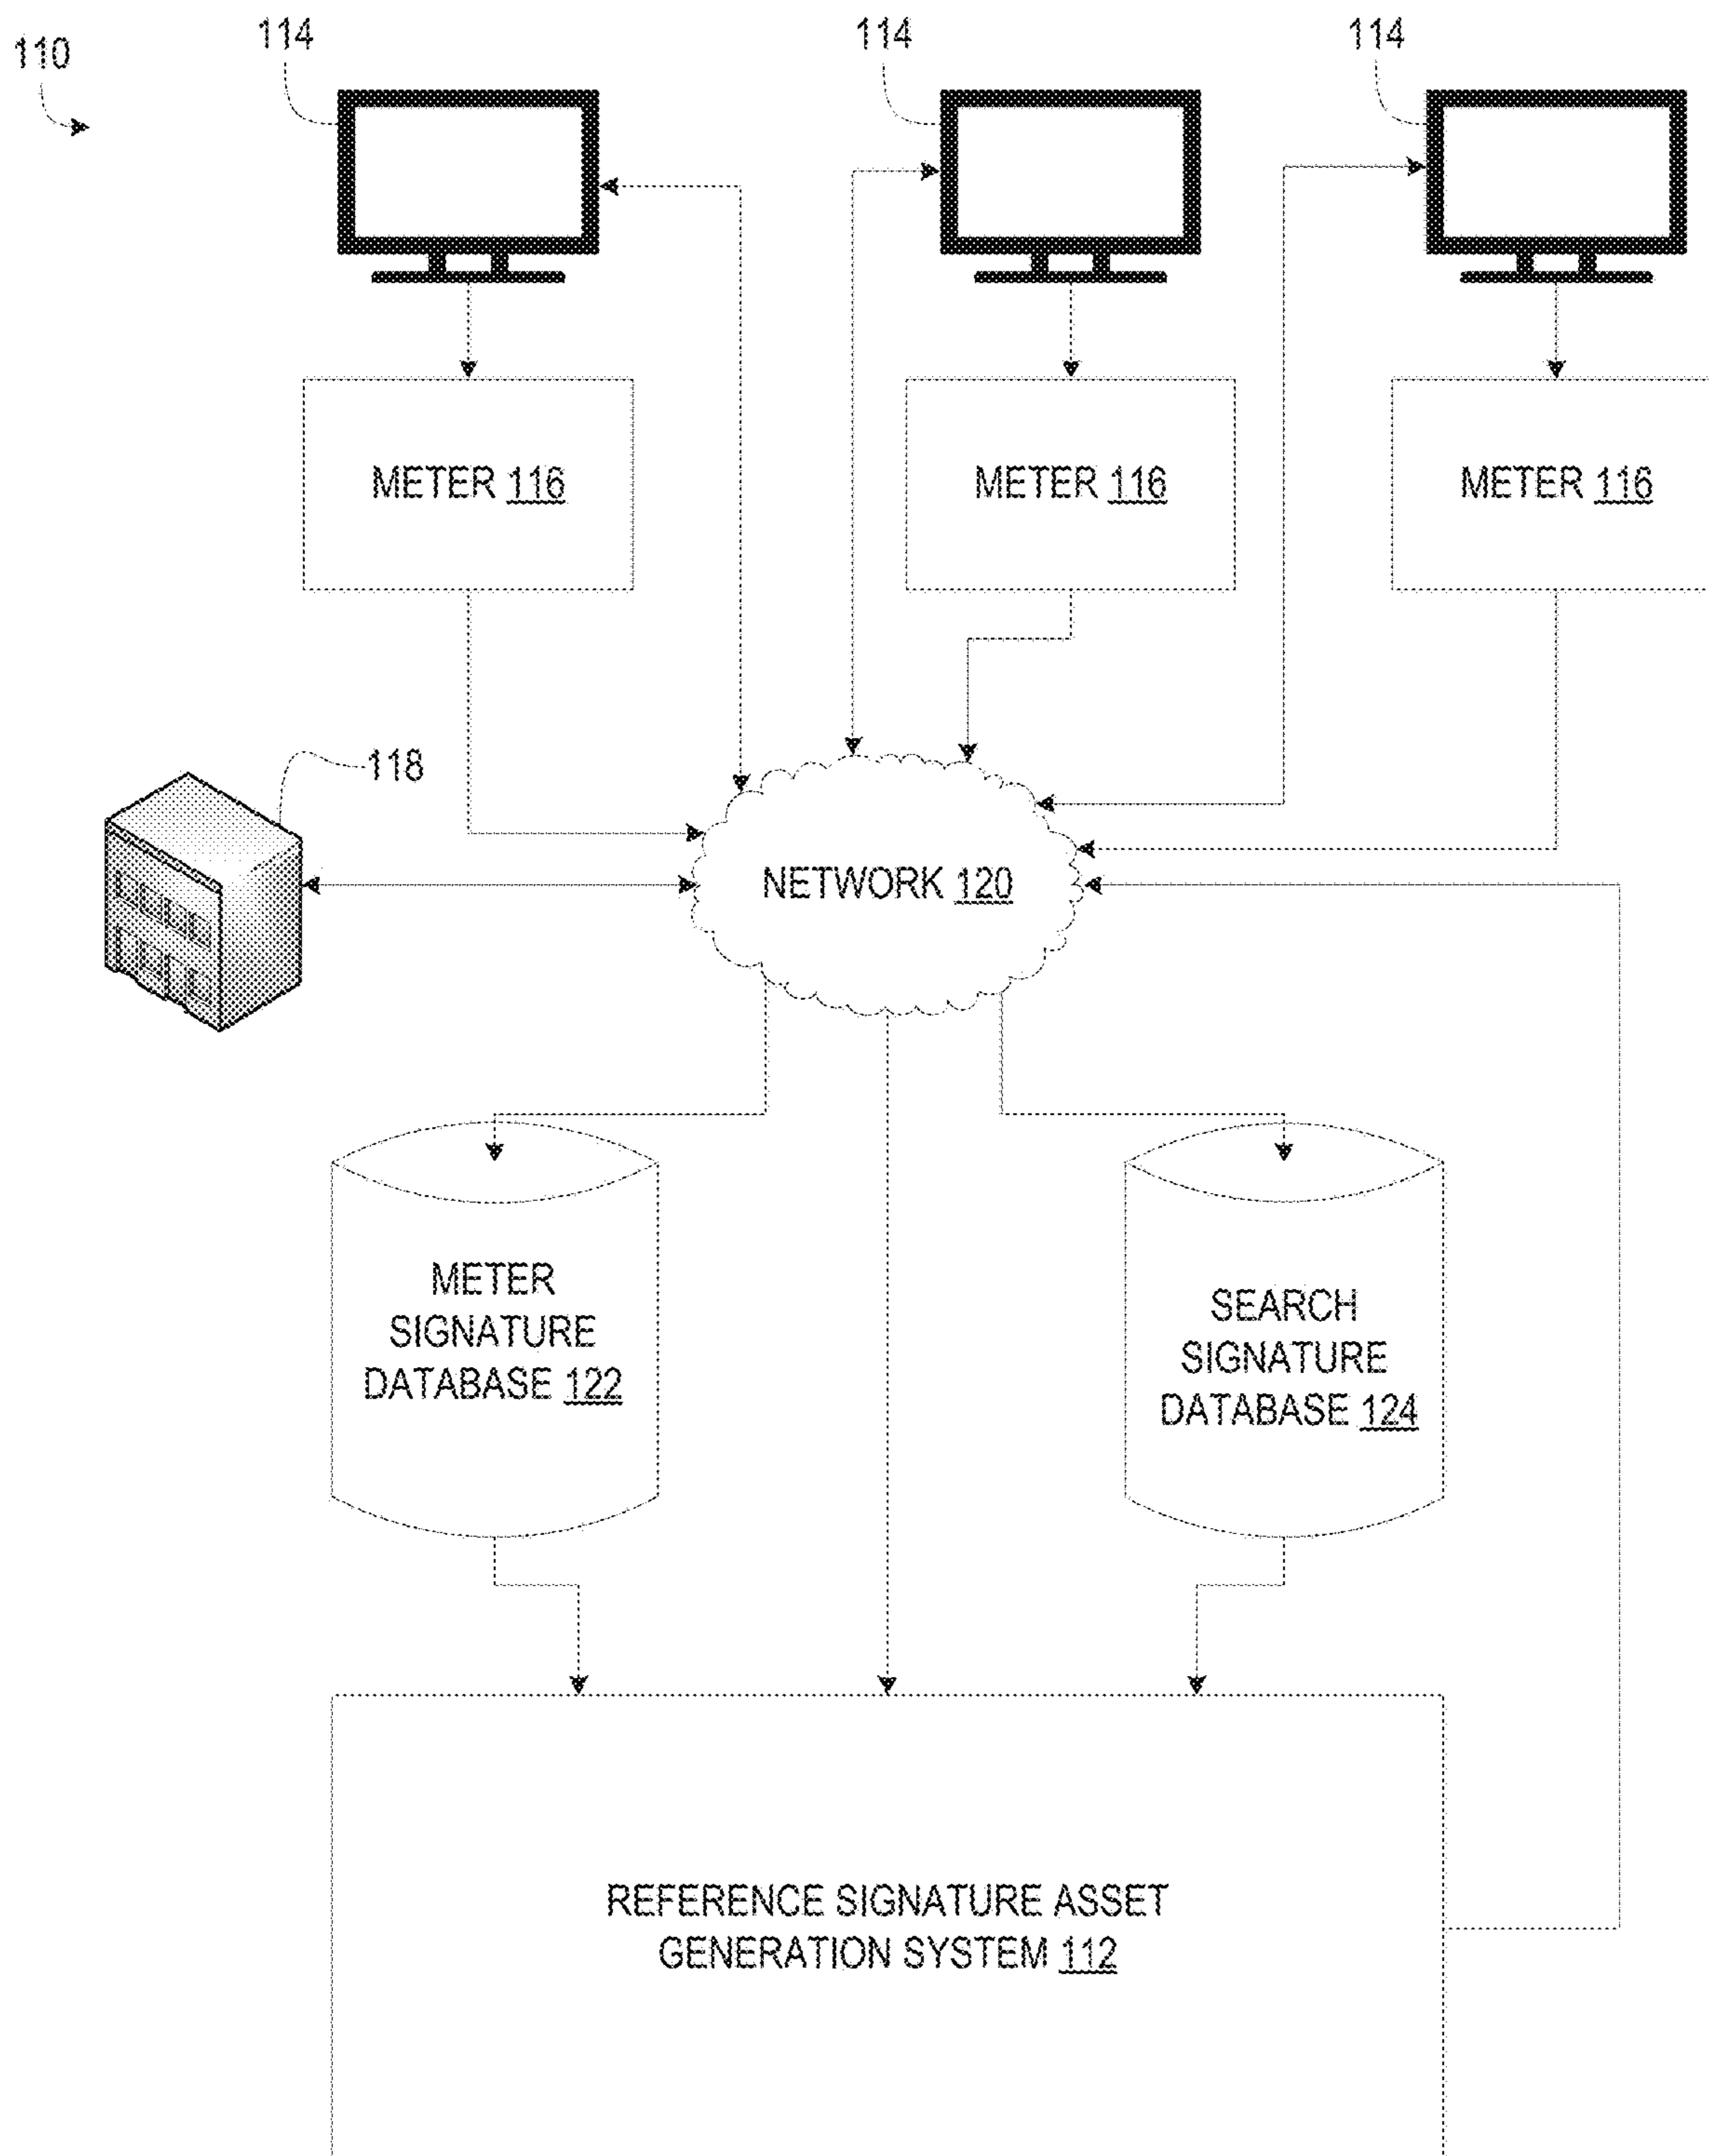 110
114
114
114
METER 116
METER 116
METER 116
118
NETWORK 120
METER
SIGNATURE
DATABASE 122
SEARCH
SIGNATURE
DATABASE 124
REFERENCE SIGNATURE ASSET
GENERATION SYSTEM 112